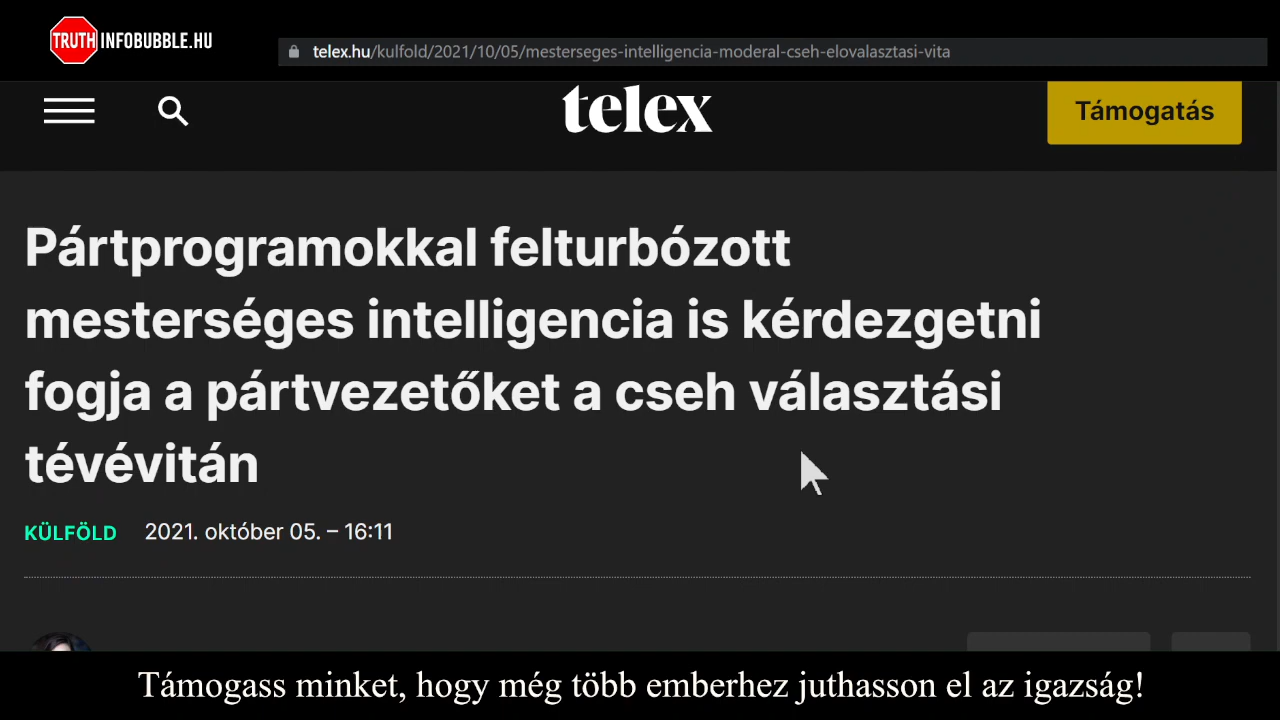 TRUTH INFOBUBBLE.HU
telex.hu/kulfold/2021/10/05/mesterseges-intelligencia-moderal-cseh-elovalasztasi-vita
telex
Támogatás
Pártprogramokkal felturbózott
mesterséges intelligencia is kérdezgetni
fogja a pártvezetőket a cseh választási
tévévitán
KÜLFÖLD 2021. október 05. – 16:11
Támogass minket, hogy még több emberhez juthasson el az igazság!